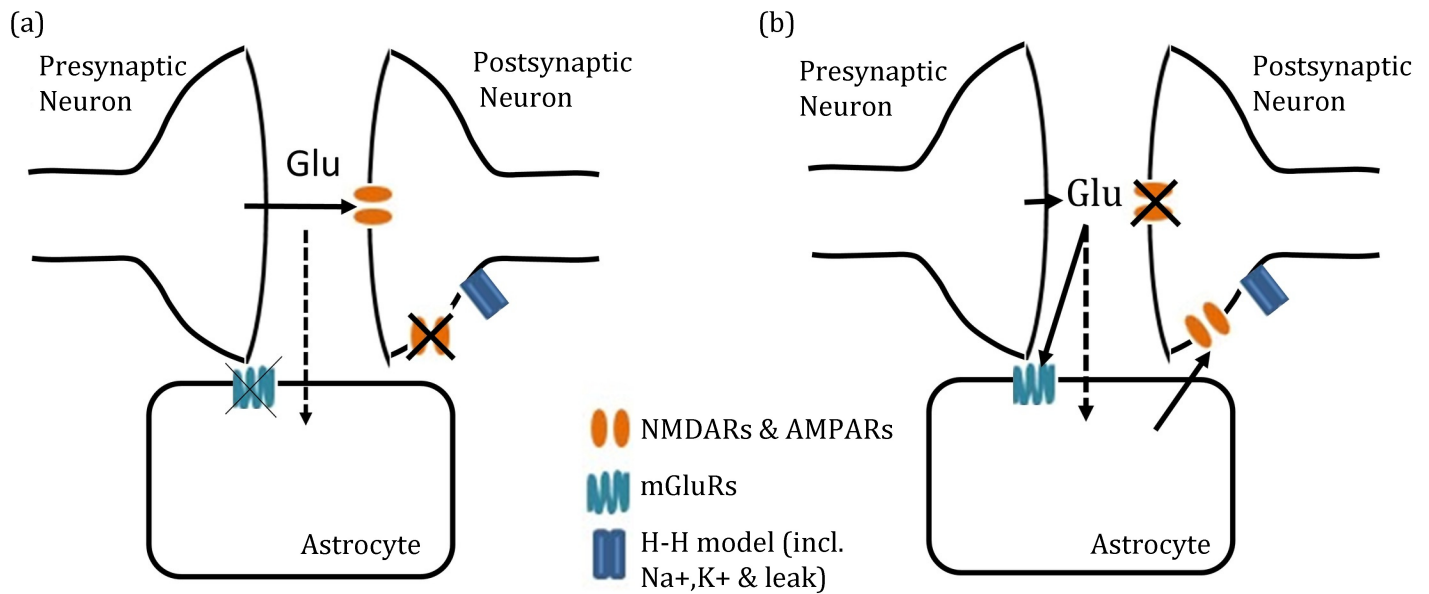 (a)
Presynaptic
Neuron
Postsynaptic
Neuron
Glu
Astrocyte
NMDARs & AMPARs
mGluRs
H-H model (incl.
Na+,K+ & leak)
(b)
Presynaptic
Neuron
Postsynaptic
Neuron
Glu
Astrocyte